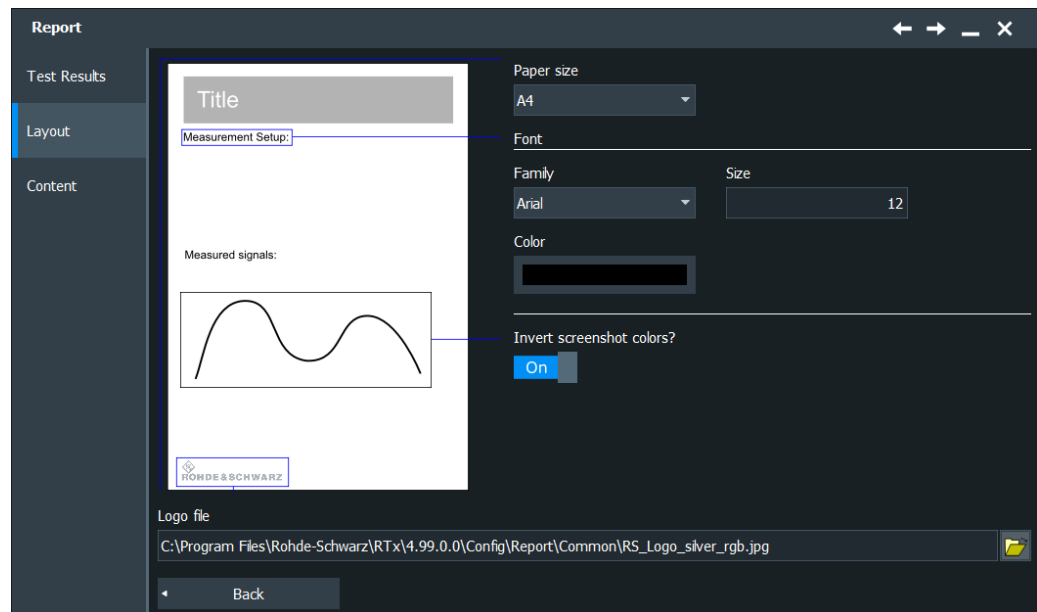 Report
Test Results
Layout
Content
Title
Measurement Setup:
Measured signals:
ROHDE&SCHWARZ
Paper size
A4
Font
Family
Size
Arial
12
Color
Invert screenshot colors?
On
Logo file
C:\Program Files\Rohde-Schwarz\RTx\4.99.0.0\Config\Report\Common\RS_Logo_silver_rgb.jpg
Back